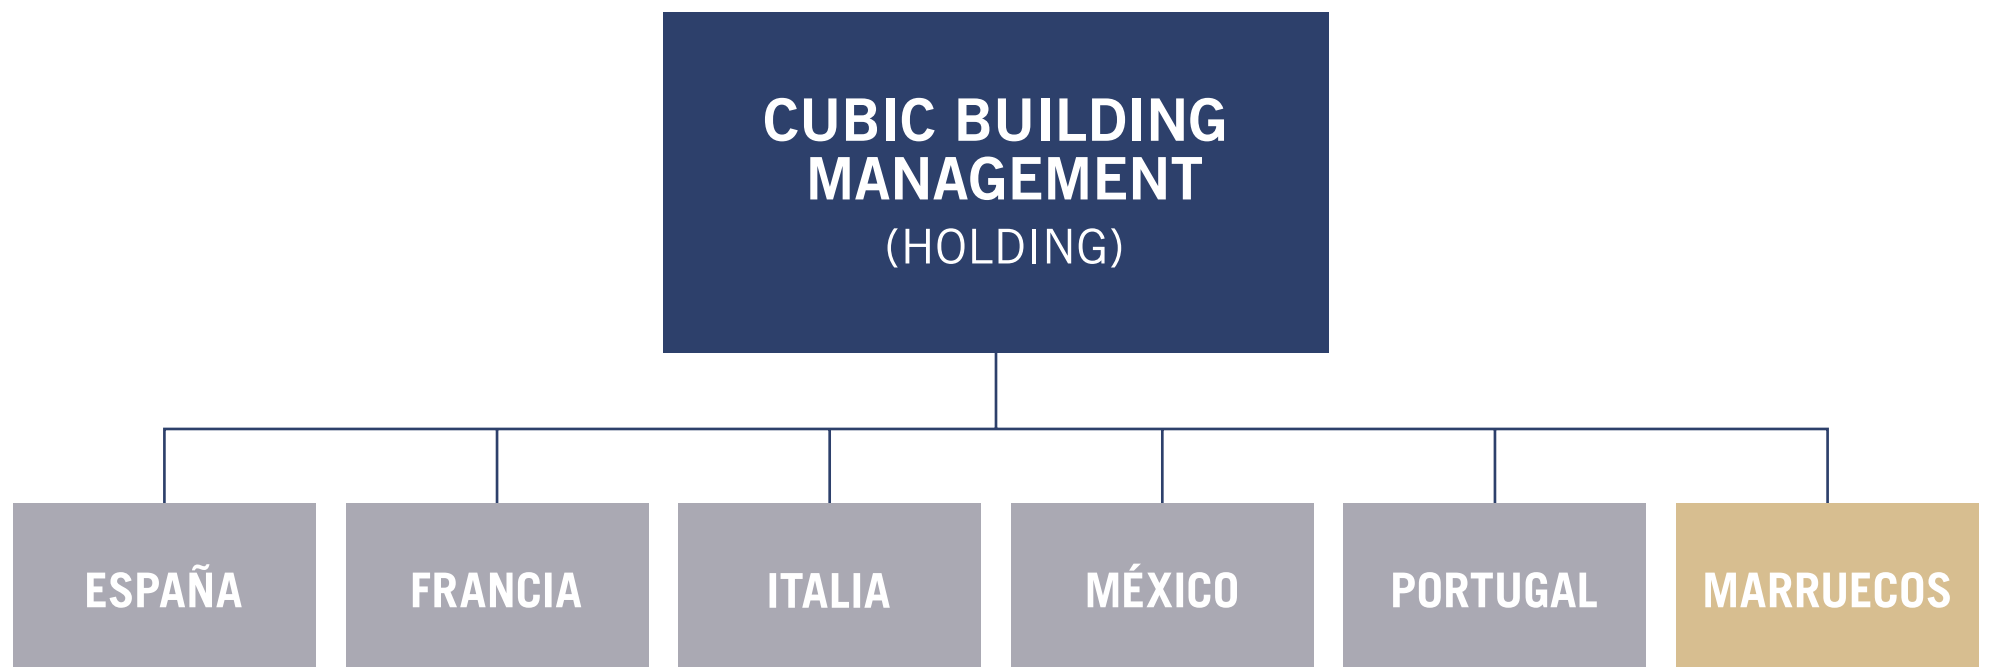 CUBIC BUILDING
MANAGEMENT
(HOLDING)
ESPAÑA
FRANCIA
ITALIA
MÉXICO
PORTUGAL
MARRUECOS